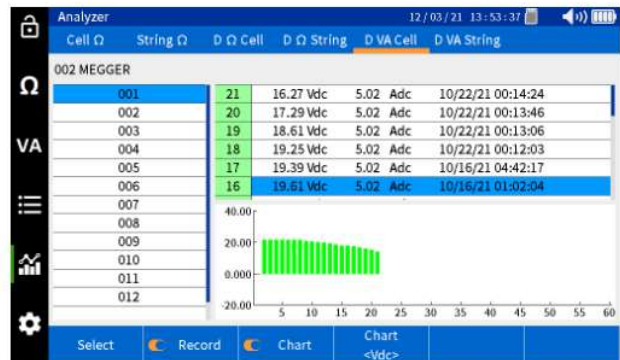 Analyzer 12/03/21 13:53:37
Cell Ω String Ω D Ω Cell D Ω String D VA Cell D VA String
002 MEGGER
Ω
VA
001
002
003
004
005
006
007
008
009
010
011
012
21 16.27 Vdc 5.02 Adc 10/22/21 00:14:24
20 17.29 Vdc 5.02 Adc 10/22/21 00:13:46
19 18.61 Vdc 5.02 Adc 10/22/21 00:13:06
18 19.25 Vdc 5.02 Adc 10/22/21 00:12:03
17 19.39 Vdc 5.02 Adc 10/16/21 04:42:17
16 19.61 Vdc 5.02 Adc 10/16/21 01:02:04
40.00
20.00
0.000
-20.00
5 10 15 20 25 30 35 40 45 50 55 60
Select Record Chart Chart
<Vdc>